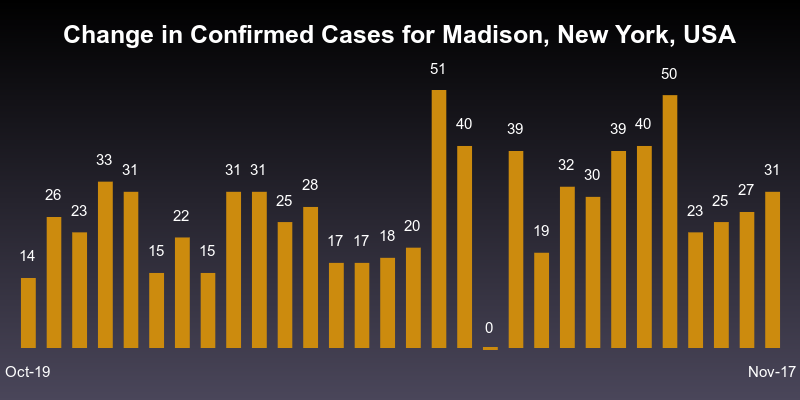 Change in Confirmed Cases for Madison, New York, USA
14 26 23 33 31 15 22 15 31 31 25 28 17 17 18 20 51 40 0 39 19 32 30 39 40 50 23 25 27 31
Oct-19 Nov-17